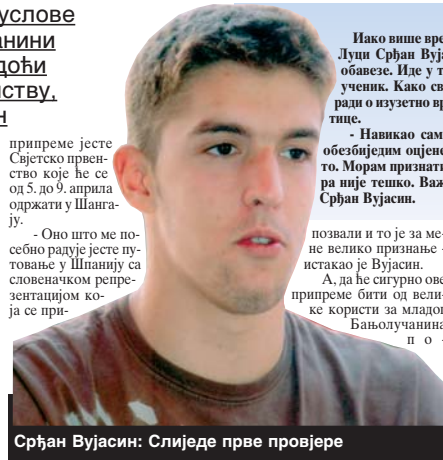 услове
доћи
припреме јесте
Свјетско првен-
ство које ће се
од 5. до 9. априла
одржати у Шанга-
ју.
- Оно што ме по-
себно радује јесте пу-
товање у Шпанију са
словеначком репре-
зентацијом ко-
ја се при-
Иако више вре
Луци Срђан Вуја
обавезе. Иде у т
ученик. Како св
ради о изузетно вр
тице.
- Навикао сам
обезбиједим оцјене
то. Морам признати
ра није тешко. Важ
Срђан Вујасин.
позвали и то је за ме-
не велико признање -
истакао је Вујасин.
А, да ће сигурно ове
припреме бити од вели-
ке користи за младог
Бањолучанина
п о -
Срђан Вујасин: Слиједе прве провјере